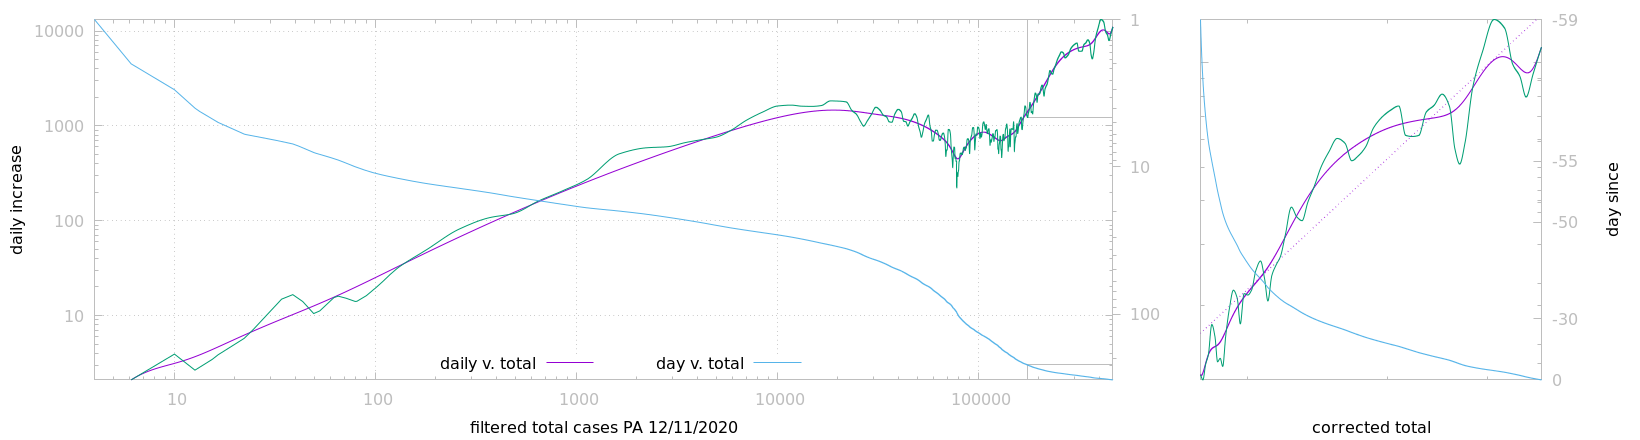 daily increase
10000
1000
100
10
10
100
1000
10000
100000
1
10
100
daily v. total
day v. total
filtered total cases PA 12/11/2020
-59
-55
-50
-30
0
day since
corrected total